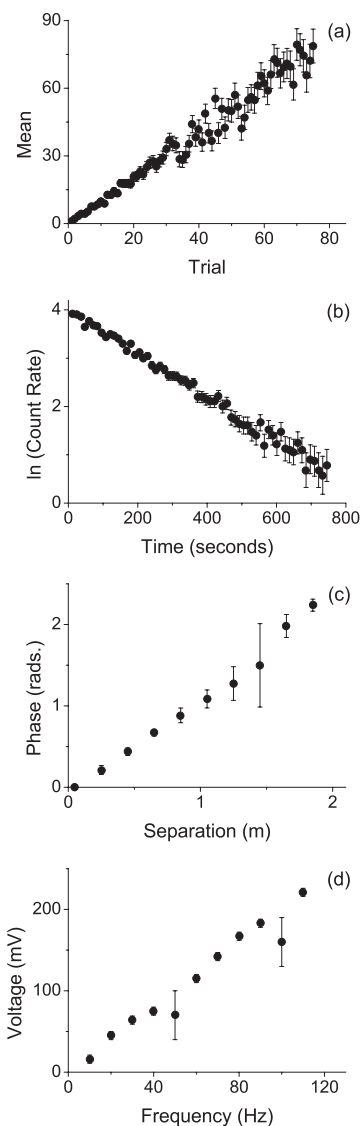 (a)
90
60
30
0
Mean
0 20 40 60 80
Trial
(b)
4
2
0
ln (Count Rate)
0 200 400 600 800
Time (seconds)
(c)
2
1
0
Phase (rads.)
0 1 2
Separation (m)
(d)
200
100
0
Voltage (mV)
0 40 80 120
Frequency (Hz)